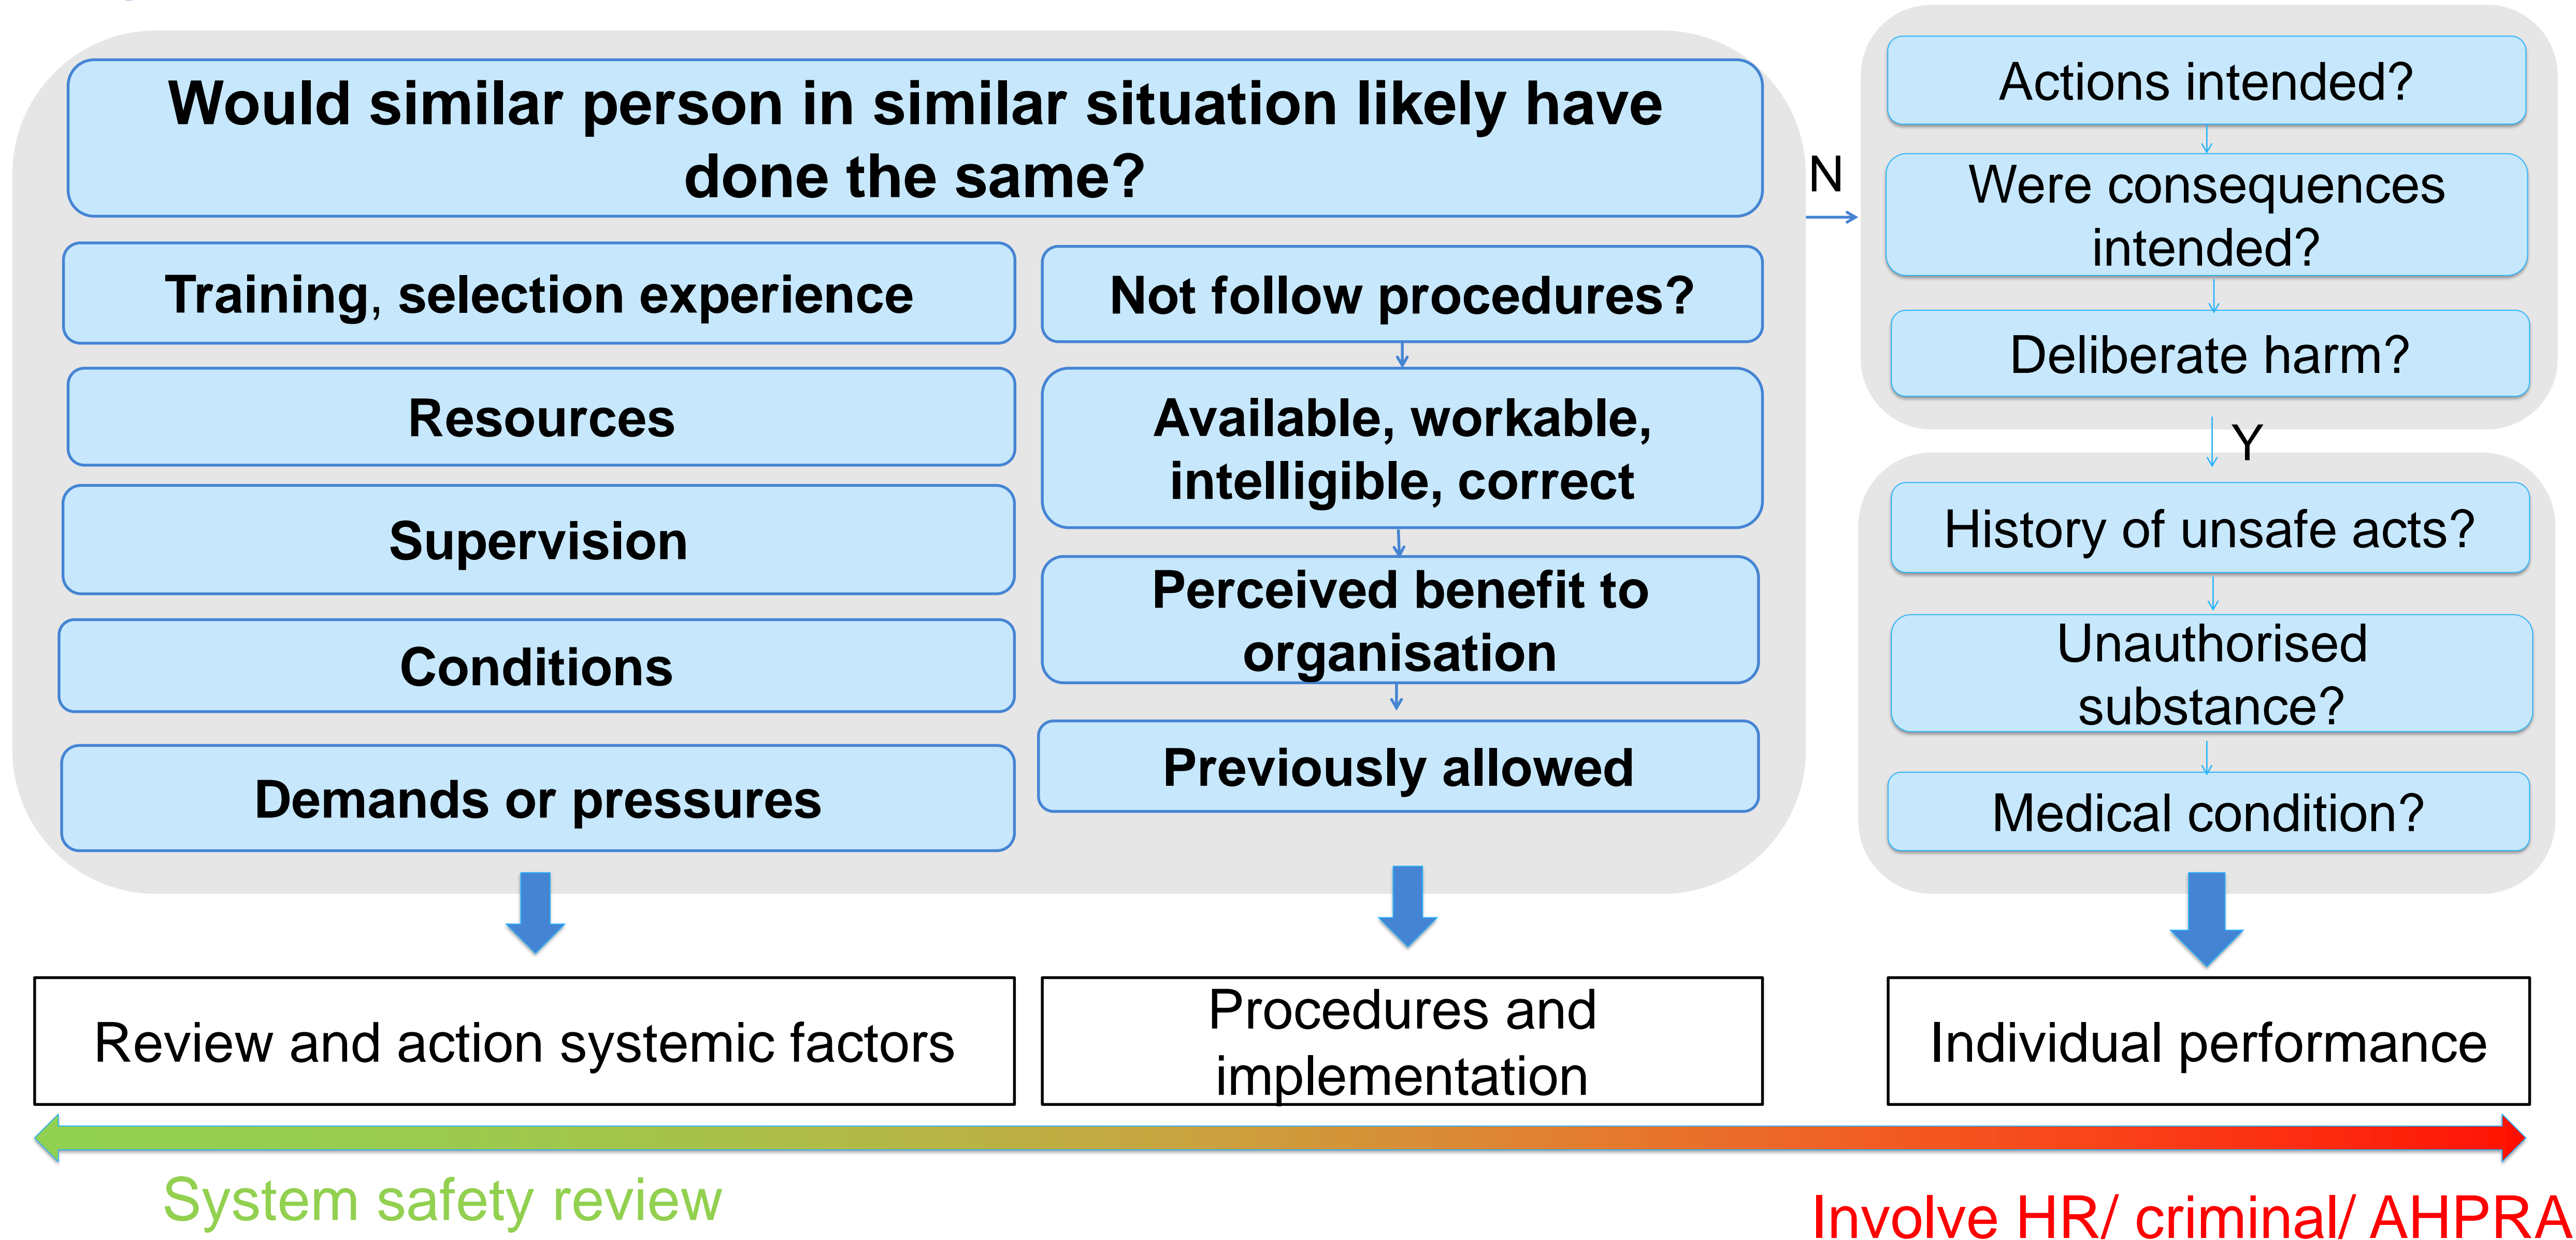 Would similar person in similar situation likely have
done the same?
Training, selection experience
Resources
Supervision
Conditions
Demands or pressures
Not follow procedures?
Available, workable,
intelligible, correct
Perceived benefit to
organisation
Previously allowed
N
Actions intended?
Were consequences
intended?
Deliberate harm?
Y
History of unsafe acts?
Unauthorised
substance?
Medical condition?
Review and action systemic factors
Procedures and
implementation
Individual performance
System safety review
Involve HR/ criminal/ AHPRA